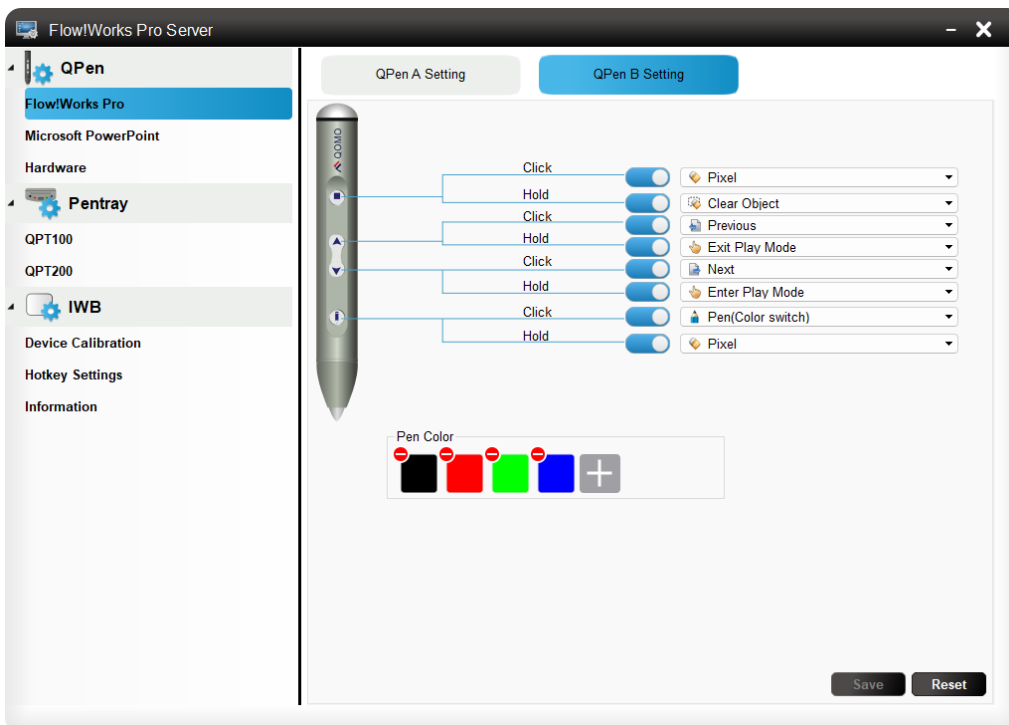 Flow!Works Pro Server
QPen
Flow!Works Pro
Microsoft PowerPoint
Hardware
Pentray
QPT100
QPT200
IWB
Device Calibration
Hotkey Settings
Information
QPen A Setting
QPen B Setting
QOMO
Click
Pixel
Hold
Clear Object
Click
Previous
Hold
Exit Play Mode
Click
Next
Hold
Enter Play Mode
Click
Pen(Color switch)
Hold
Pixel
Pen Color
Save
Reset